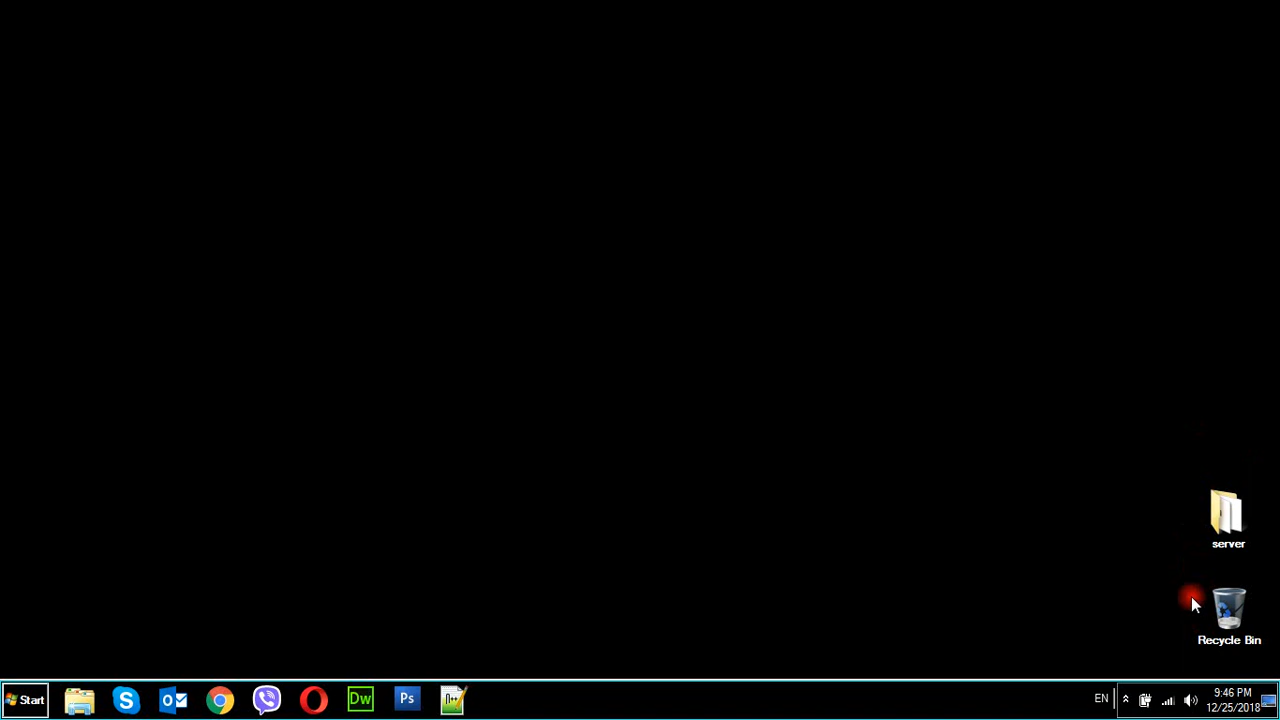 server
Recycle Bin
Start
S
o
Dw
Ps
EN
9:46 PM
12/25/2018